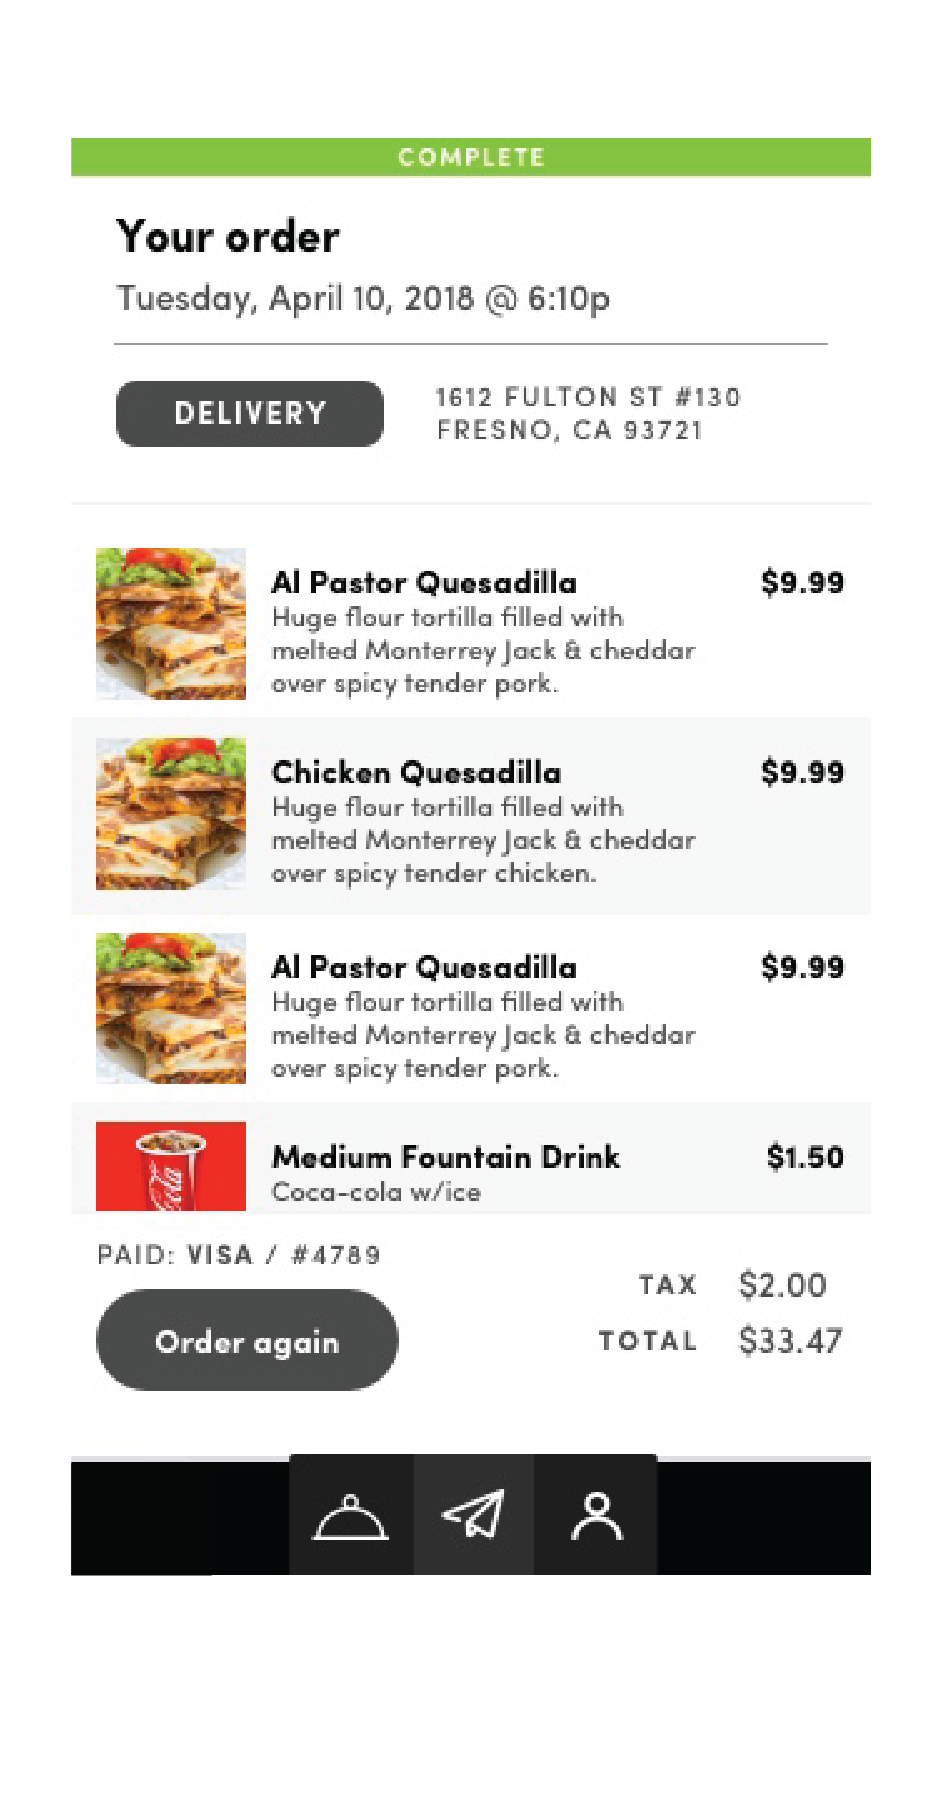 COMPLETE
Your order
Tuesday, April 10, 2018 @ 6:10p
DELIVERY
1612 FULTON ST #130
FRESNO, CA 93721
Al Pastor Quesadilla $9.99
Huge flour tortilla filled with
melted Monterrey Jack & cheddar
over spicy tender pork.
Chicken Quesadilla $9.99
Huge flour tortilla filled with
melted Monterrey Jack & cheddar
over spicy tender chicken.
Al Pastor Quesadilla $9.99
Huge flour tortilla filled with
melted Monterrey Jack & cheddar
over spicy tender pork.
Medium Fountain Drink $1.50
Coca-cola w/ice
PAID: VISA / #4789
TAX $2.00
Order again
TOTAL $33.47